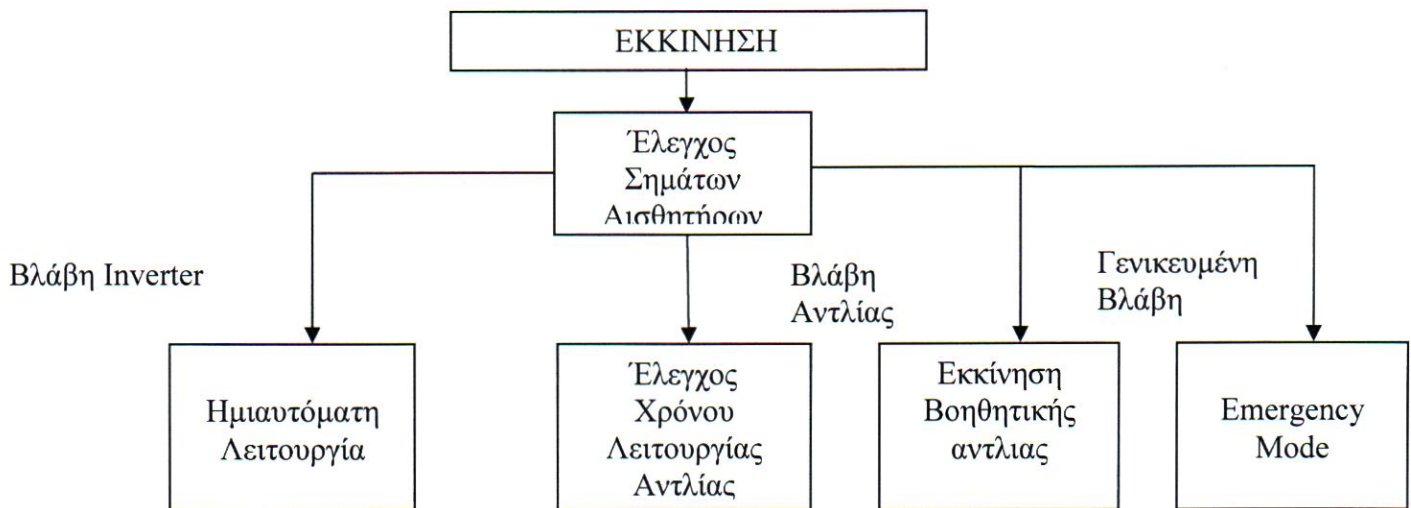 ΕΚΚΙΝΗΣΗ
Έλεγχος
Σημάτων
Αισθητήρων
Βλάβη Inverter
Βλάβη
Αντλίας
Γενικευμένη
Βλάβη
Ημιαυτόματη
Λειτουργία
Έλεγχος
Χρόνου
Λειτουργίας
Αντλίας
Εκκίνηση
Βοηθητικής
αντλιας
Emergency
Mode